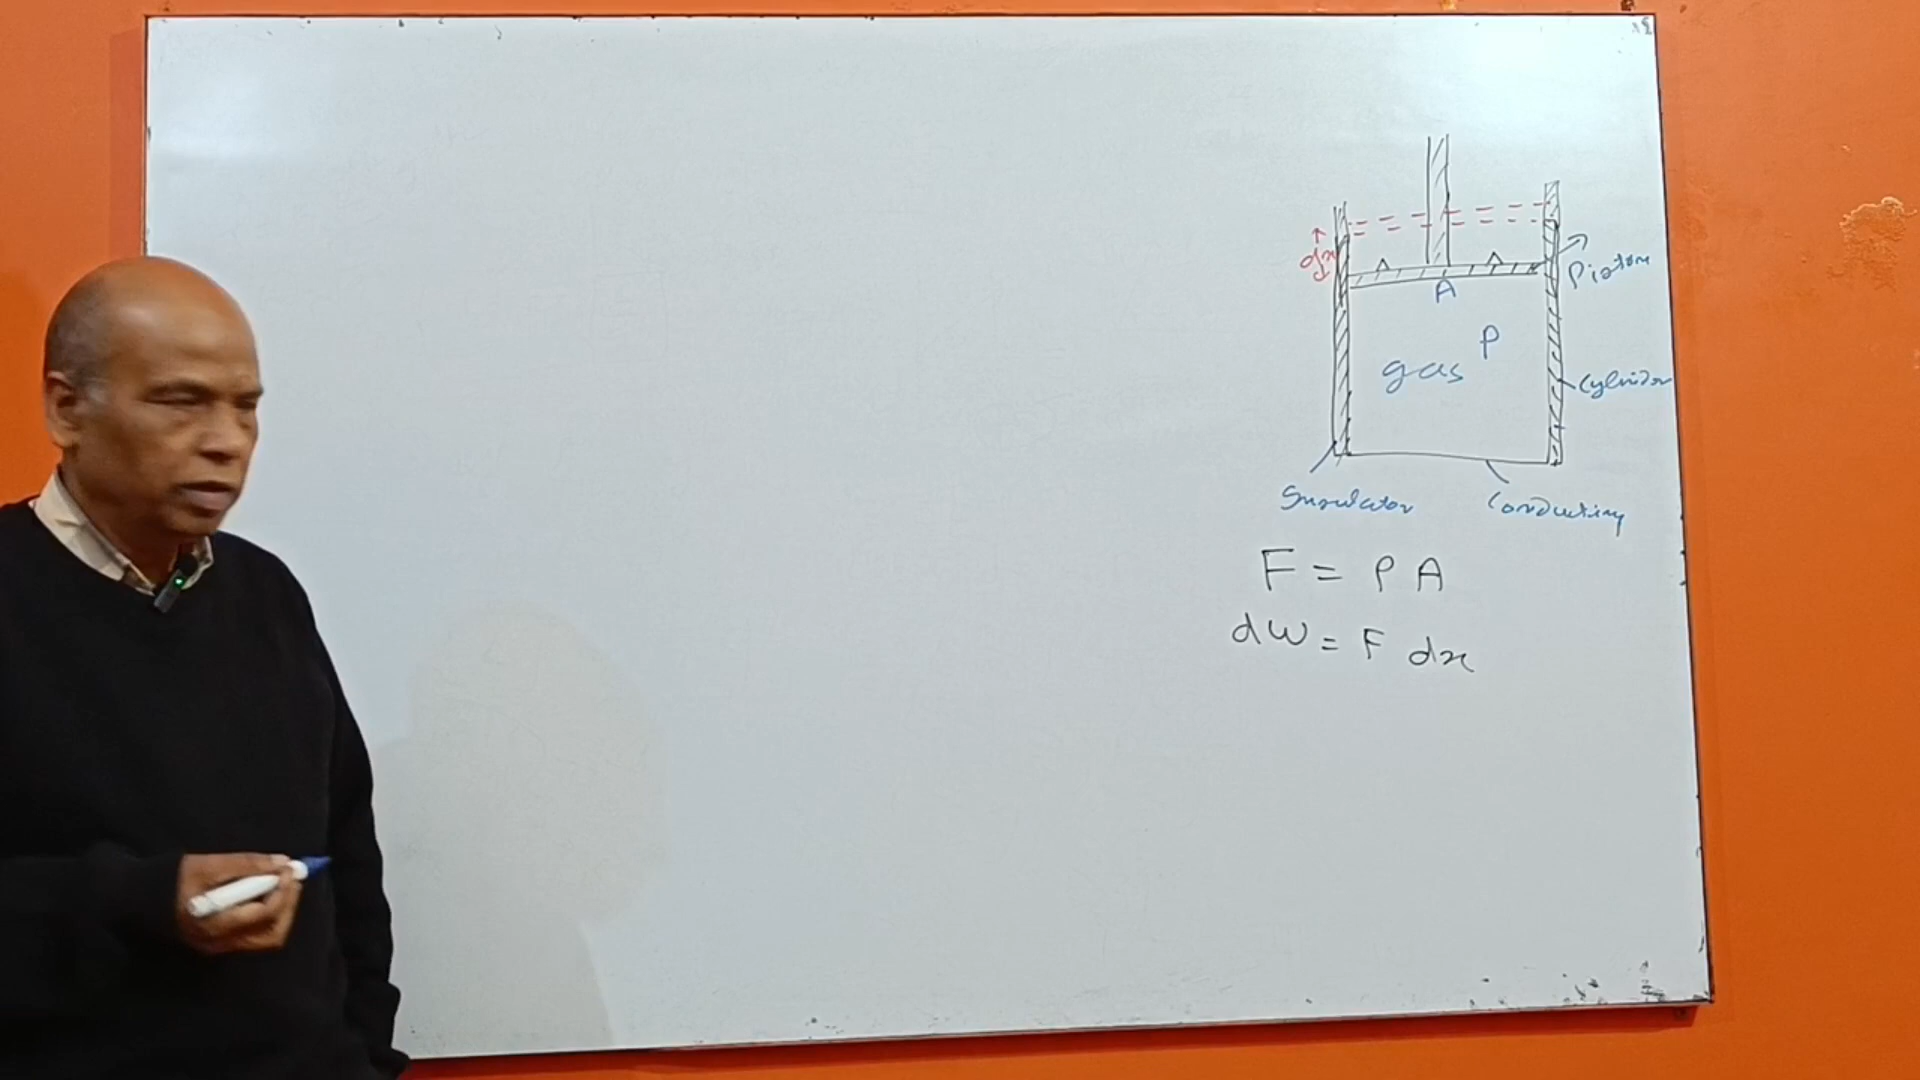 dx
Piston
A
P
gas
Cylinder
Insulator
Conducting
F = P A
dW = F dx